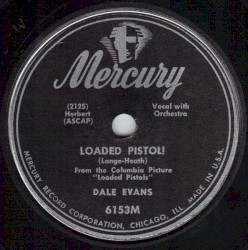 Mercury
(2125)
Herbert
(ASCAP)
Vocal with
Orchestra
LOADED PISTOL!
(Lange-Heath)
From the Columbia Picture
"Loaded Pistols"
DALE EVANS
6153M
MERCURY RECORD CORPORATION, CHICAGO, ILL. MADE IN U.S.A.